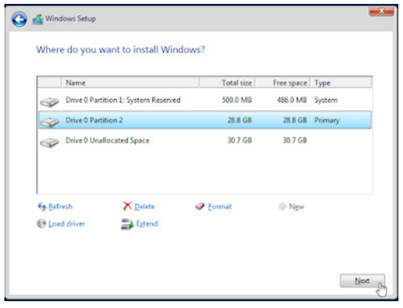 Windows Setup
Where do you want to install Windows?
Name Total size Free space Type
Drive 0 Partition 1: System Reserved 500.0 MB 486.0 MB System
Drive 0 Partition 2 28.8 GB 28.8 GB Primary
Drive 0 Unallocated Space 30.7 GB 30.7 GB
Refresh Delete Format New
Load driver Extend
Next